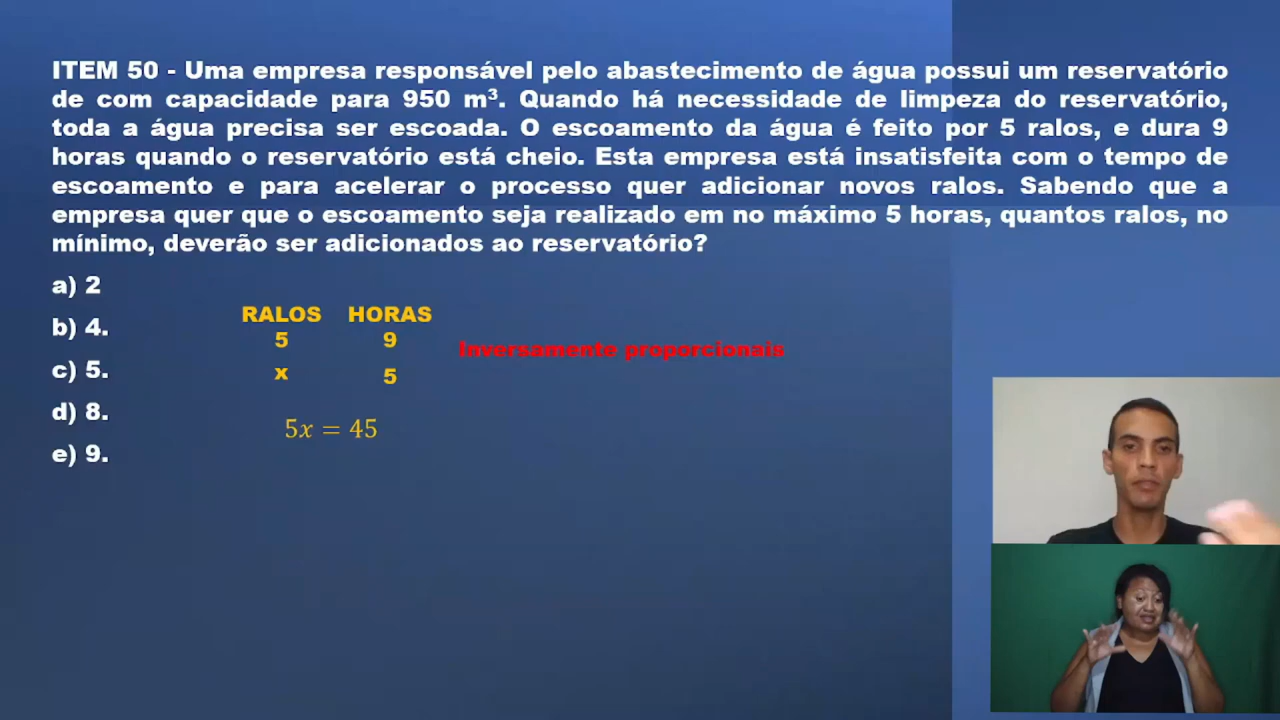 ITEM 50 - Uma empresa responsável pelo abastecimento de água possui um reservatório
de com capacidade para 950 m³. Quando há necessidade de limpeza do reservatório,
toda a água precisa ser escoada. O escoamento da água é feito por 5 ralos, e dura 9
horas quando o reservatório está cheio. Esta empresa está insatisfeita com o tempo de
escoamento e para acelerar o processo quer adicionar novos ralos. Sabendo que a
empresa quer que o escoamento seja realizado em no máximo 5 horas, quantos ralos, no
mínimo, deverão ser adicionados ao reservatório?
a) 2
b) 4.
c) 5.
d) 8.
e) 9.
RALOS HORAS
5 9
x 5
Inversamente proporcionais
5x = 45